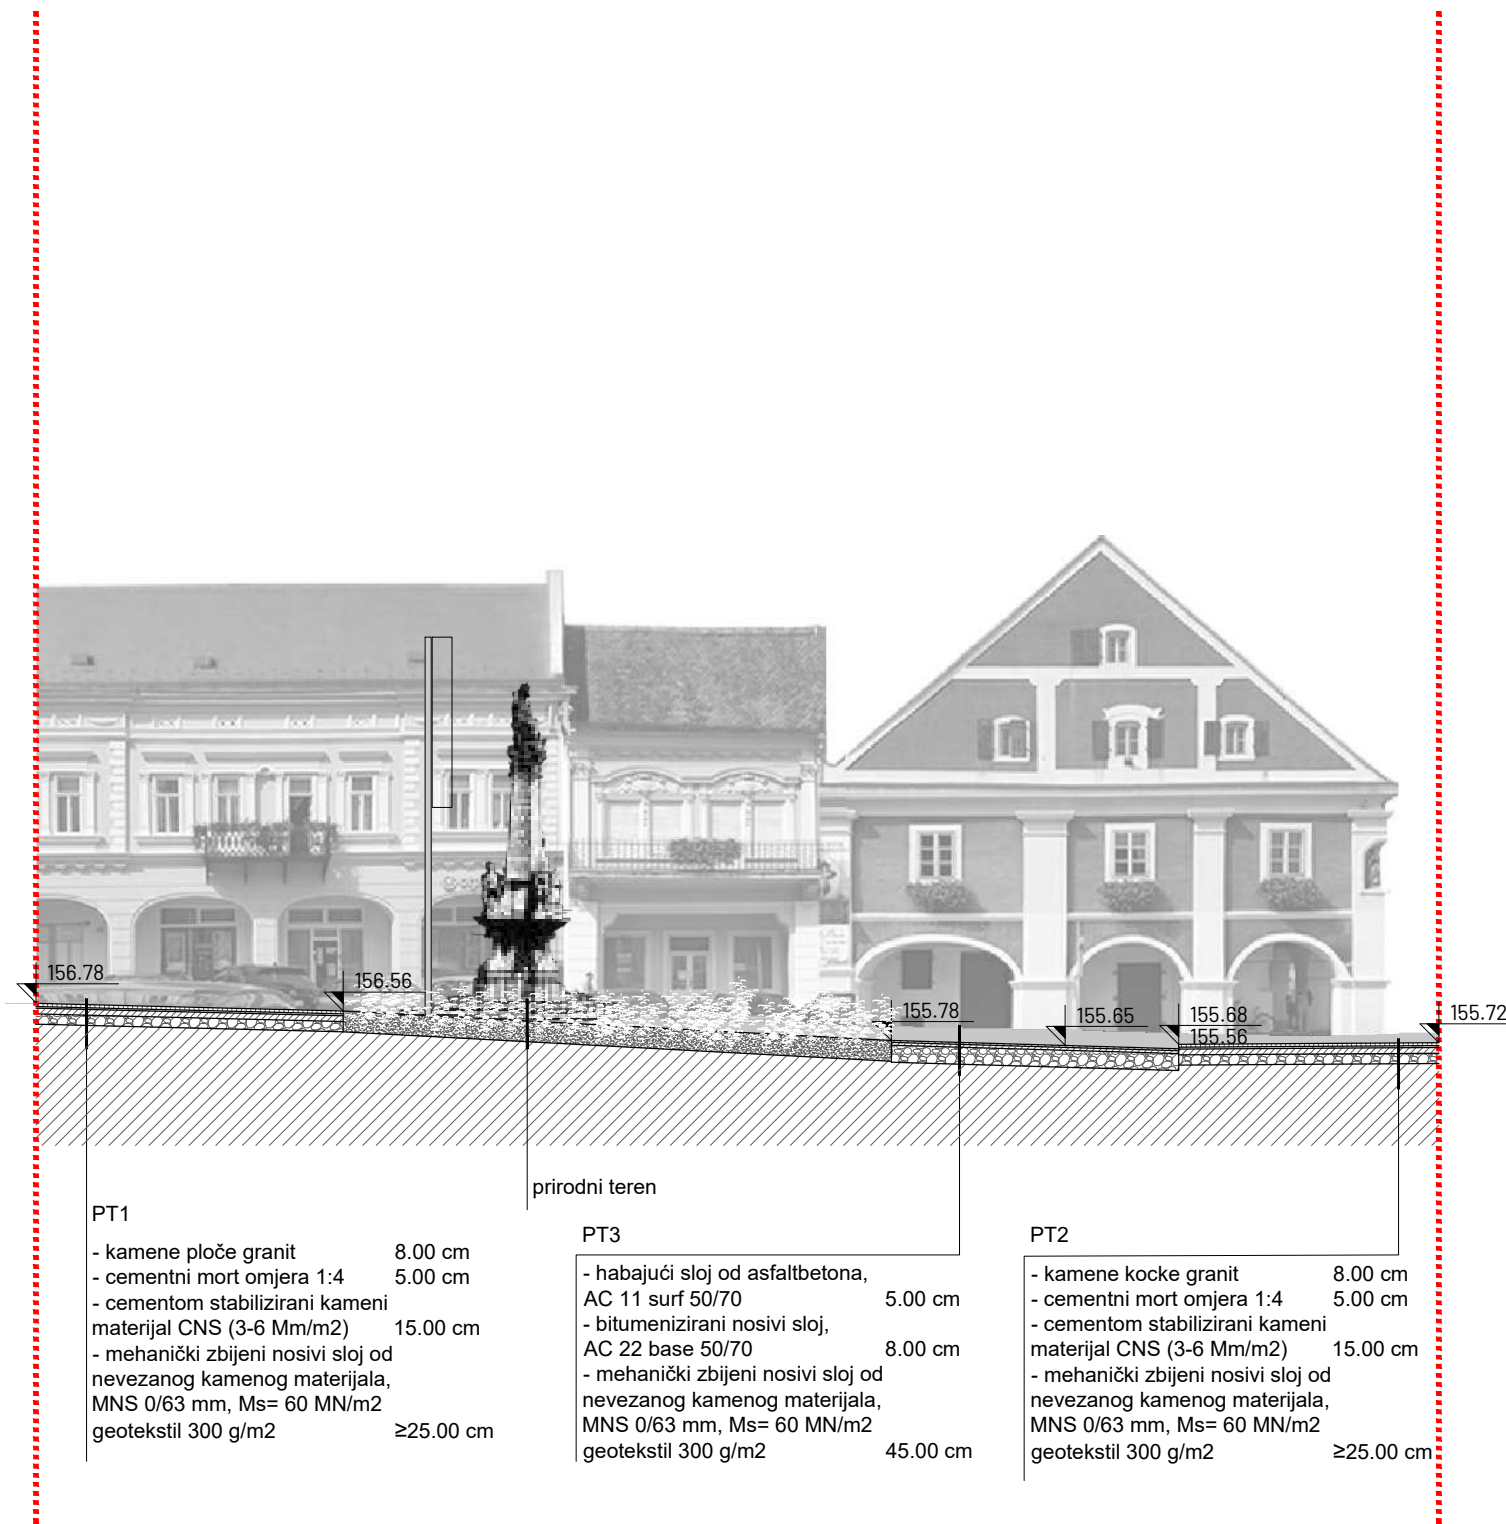 156.78
156.56
155.78
155.65
155.68
155.56
155.72
prirodni teren
PT1
- kamene ploče granit 8.00 cm
- cementni mort omjera 1:4 5.00 cm
- cementom stabilizirani kameni
materijal CNS (3-6 Mm/m2) 15.00 cm
- mehanički zbijeni nosivi sloj od
nevezanog kamenog materijala,
MNS 0/63 mm, Ms= 60 MN/m2
geotekstil 300 g/m2 ≥25.00 cm
PT3
- habajući sloj od asfaltbetona,
AC 11 surf 50/70 5.00 cm
- bitumenizirani nosivi sloj,
AC 22 base 50/70 8.00 cm
- mehanički zbijeni nosivi sloj od
nevezanog kamenog materijala,
MNS 0/63 mm, Ms= 60 MN/m2
geotekstil 300 g/m2 45.00 cm
PT2
- kamene kocke granit 8.00 cm
- cementni mort omjera 1:4 5.00 cm
- cementom stabilizirani kameni
materijal CNS (3-6 Mm/m2) 15.00 cm
- mehanički zbijeni nosivi sloj od
nevezanog kamenog materijala,
MNS 0/63 mm, Ms= 60 MN/m2
geotekstil 300 g/m2 ≥25.00 cm